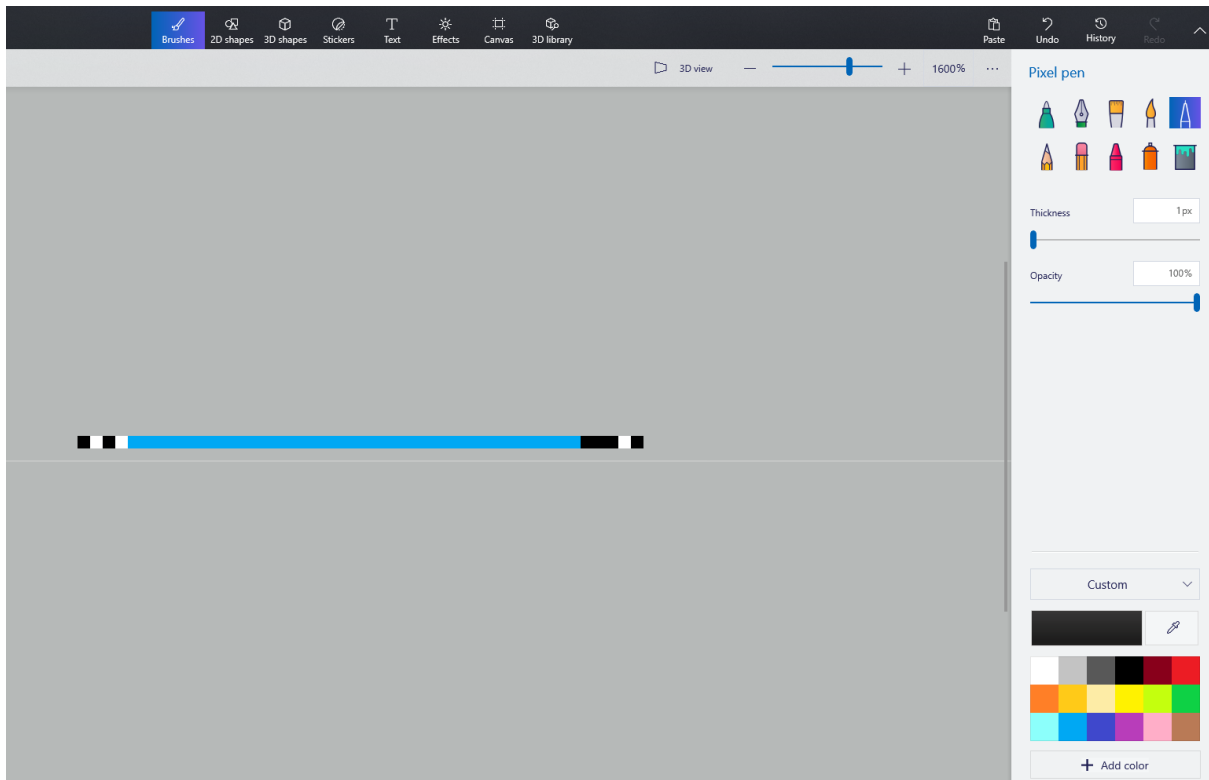 Brushes 2D shapes 3D shapes Stickers Text Effects Canvas 3D library Paste Undo History Redo
3D view 1600% ...
Pixel pen
Thickness 1px
Opacity 100%
Custom
+ Add color